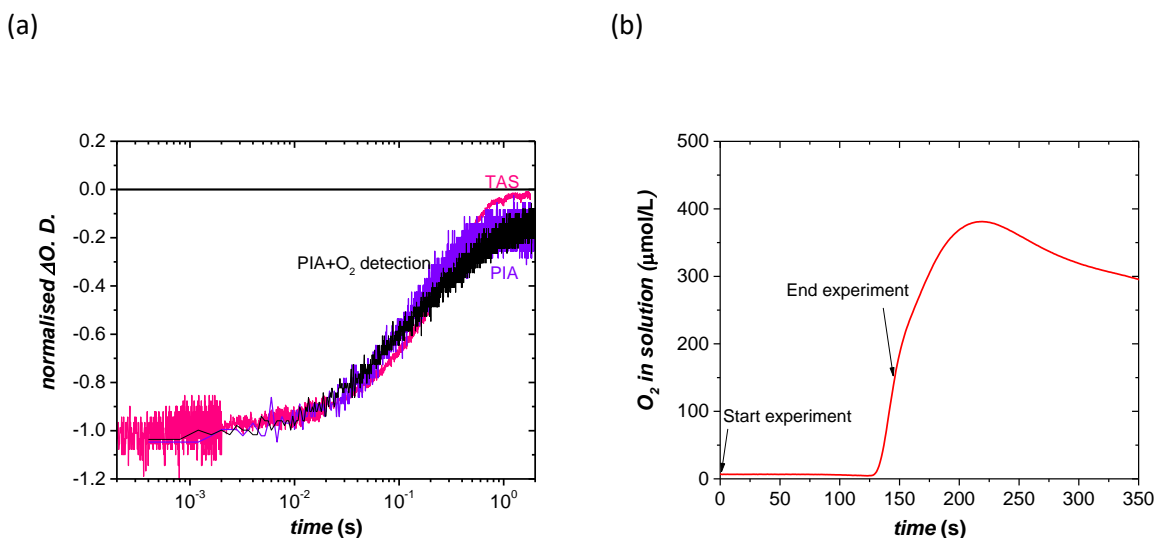 (a)
(b)
0.2
0.0
-0.2
-0.4
-0.6
-0.8
-1.0
-1.2
normalised ΔO. D.
TAS
PIA+O₂ detection
PIA
10⁻³
10⁻²
10⁻¹
10⁰
time (s)
500
400
300
200
100
0
O₂ in solution (μmol/L)
End experiment
Start experiment
0
50
100
150
200
250
300
350
time (s)